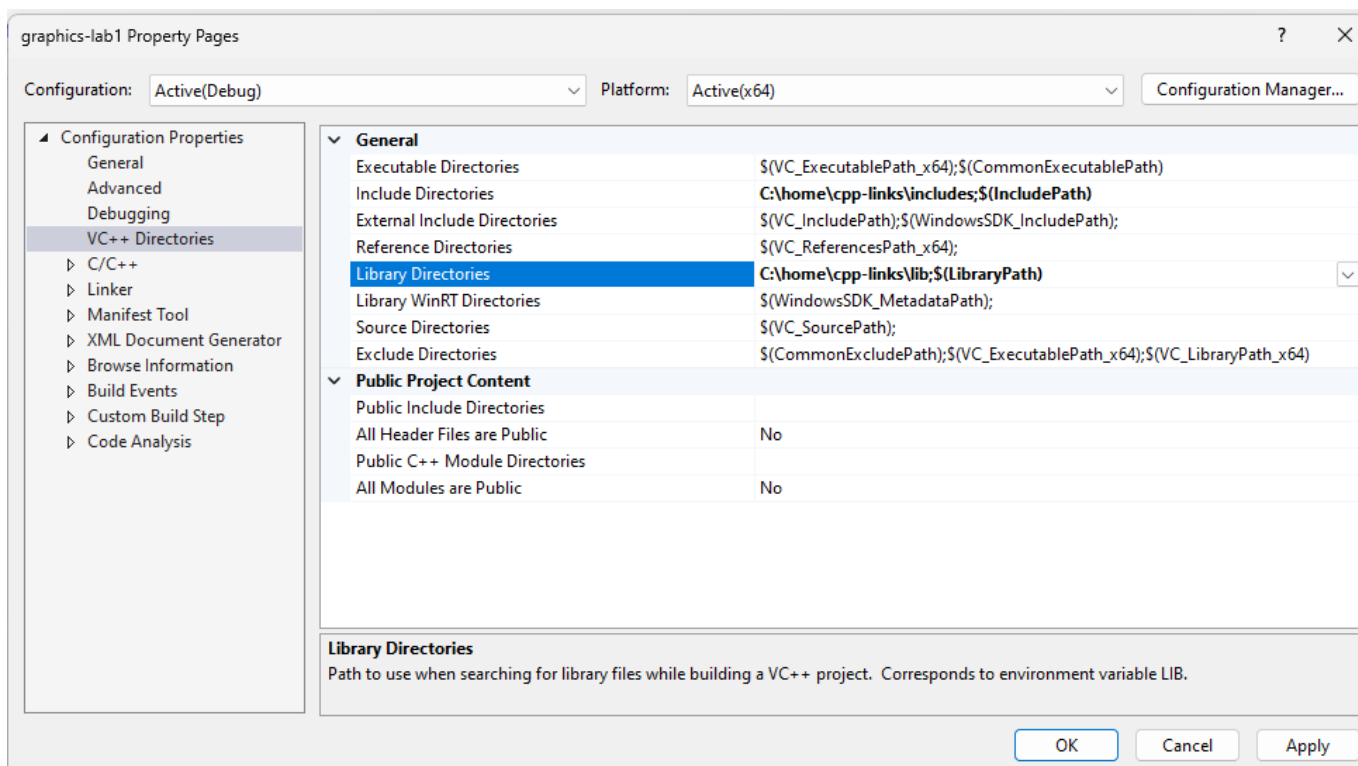 graphics-lab1 Property Pages ?
Configuration: Active(Debug) Platform: Active(x64) Configuration Manager...
Configuration Properties
General
Advanced
Debugging
VC++ Directories
C/C++
Linker
Manifest Tool
XML Document Generator
Browse Information
Build Events
Custom Build Step
Code Analysis
General
Executable Directories $(VC_ExecutablePath_x64);$(CommonExecutablePath)
Include Directories C:\home\cpp-links\includes;$(IncludePath)
External Include Directories $(VC_IncludePath);$(WindowsSDK_IncludePath);
Reference Directories $(VC_ReferencesPath_x64);
Library Directories C:\home\cpp-links\lib;$(LibraryPath)
Library WinRT Directories $(WindowsSDK_MetadataPath);
Source Directories $(VC_SourcePath);
Exclude Directories $(CommonExcludePath);$(VC_ExecutablePath_x64);$(VC_LibraryPath_x64)
Public Project Content
Public Include Directories
All Header Files are Public No
Public C++ Module Directories
All Modules are Public No
Library Directories
Path to use when searching for library files while building a VC++ project.  Corresponds to environment variable LIB.
OK Cancel Apply